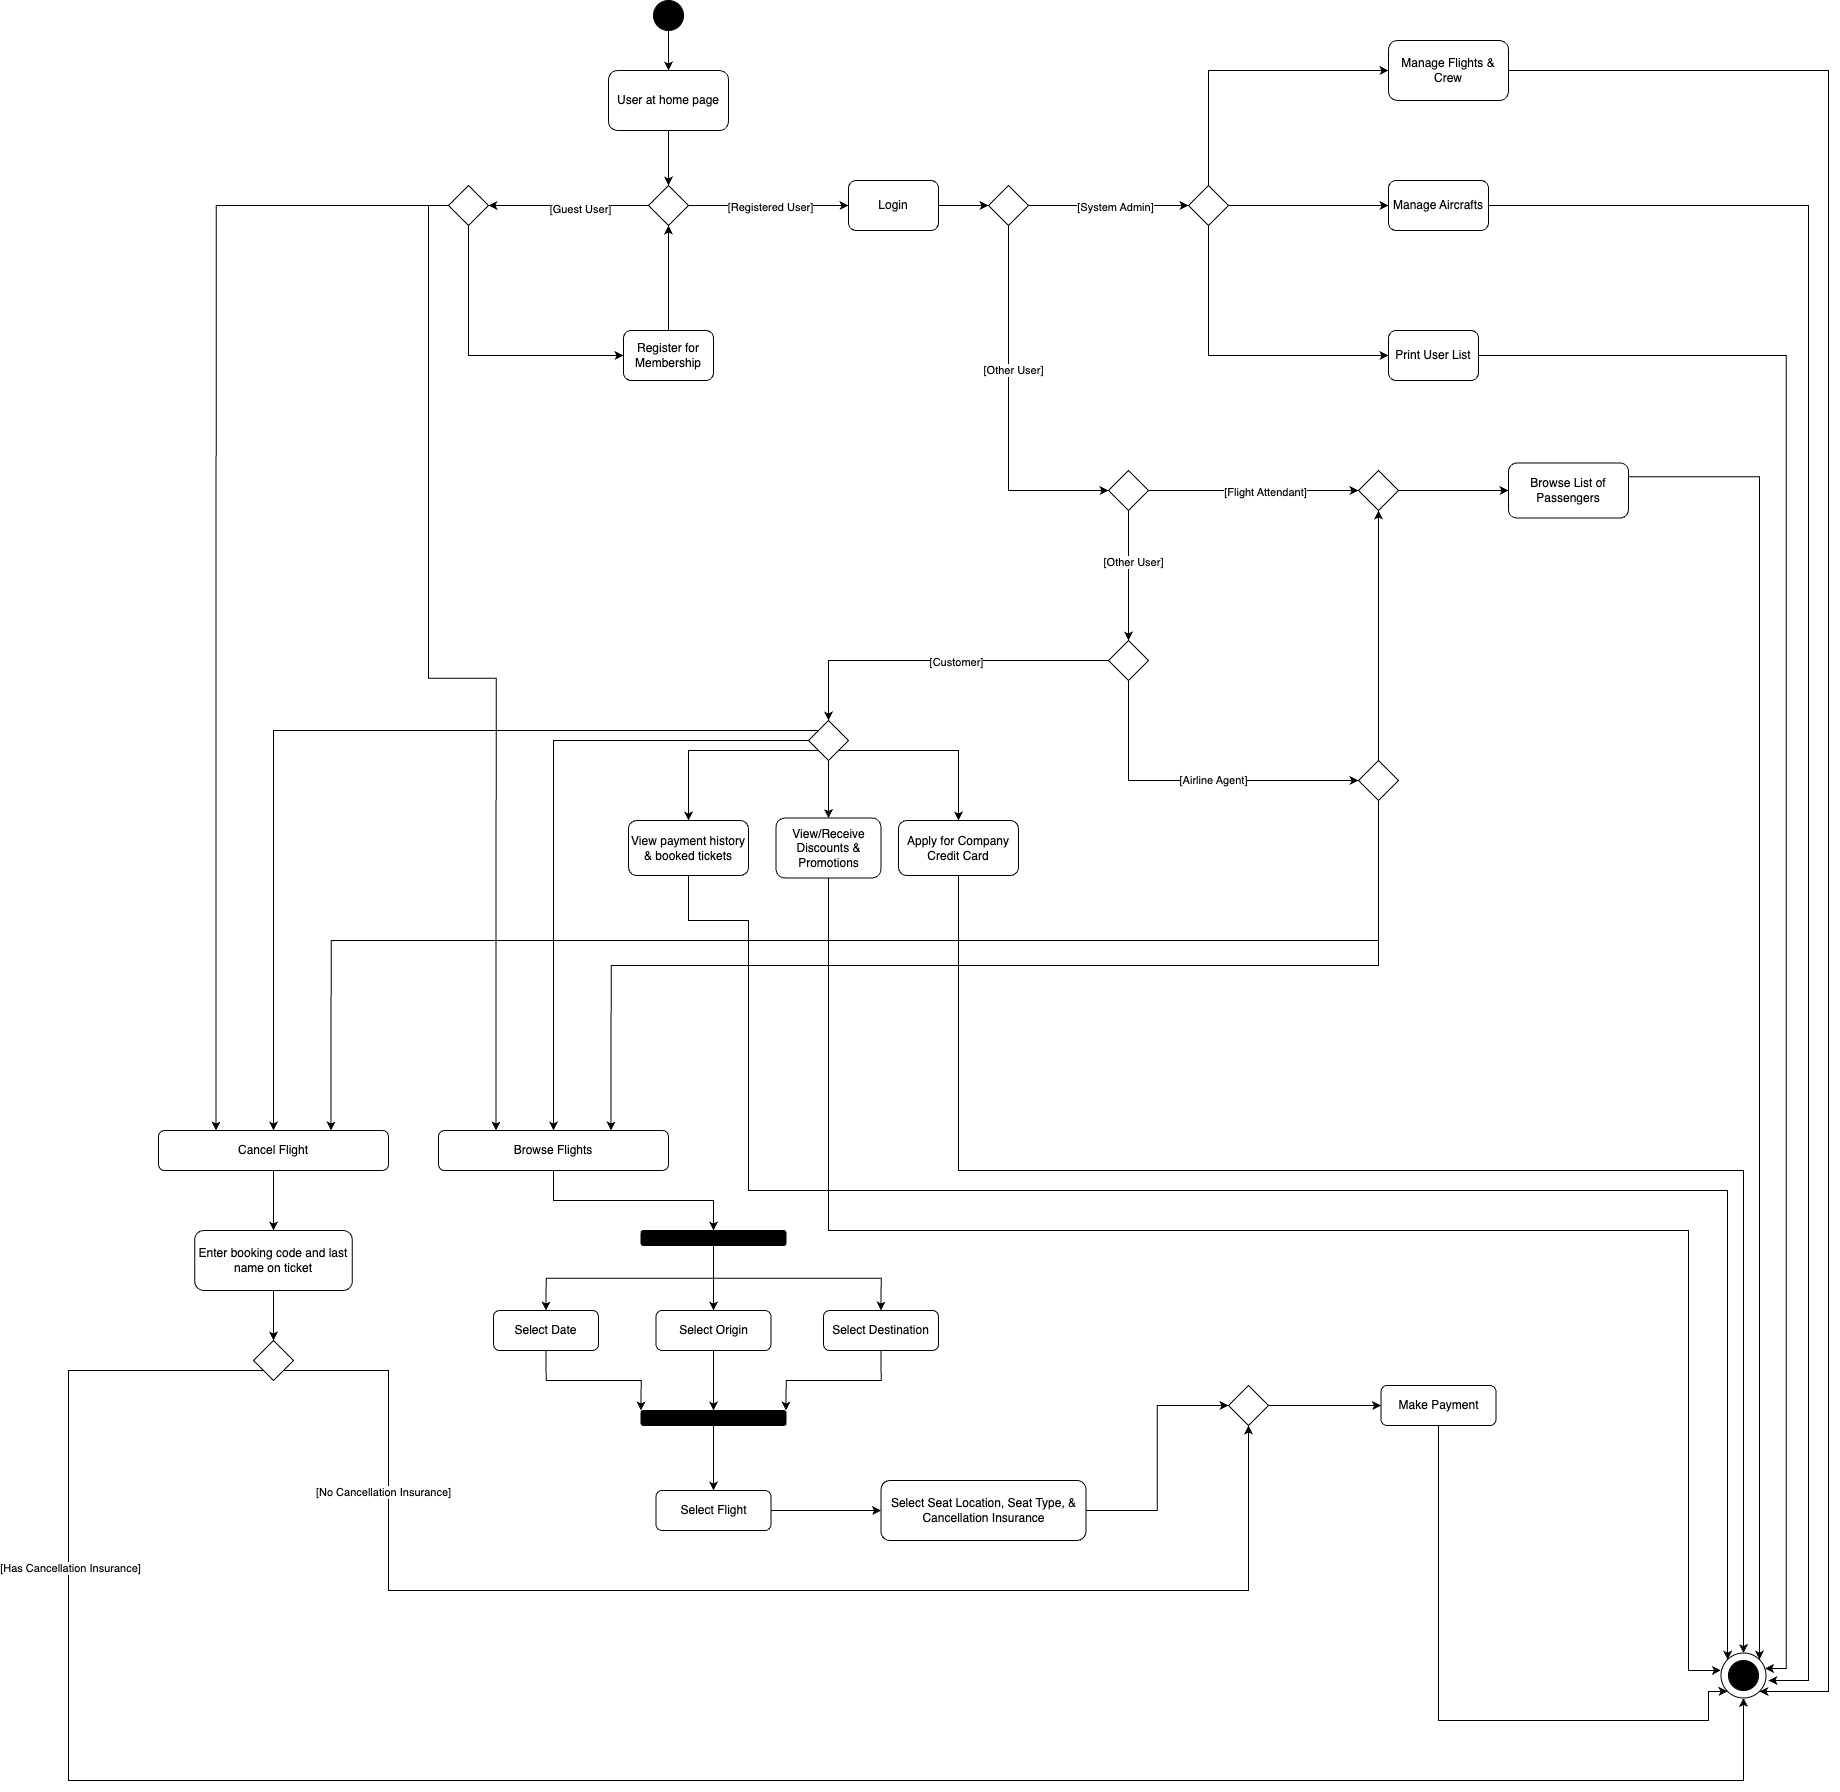 Manage Flights &
Crew
User at home page
[Guest User]
[Registered User]
Login
[System Admin]
Manage Aircrafts
Register for
Membership
Print User List
[Other User]
[Flight Attendant]
Browse List of
Passengers
[Other User]
[Customer]
[Airline Agent]
View payment history
& booked tickets
View/Receive
Discounts &
Promotions
Apply for Company
Credit Card
Cancel Flight
Browse Flights
Enter booking code and last
name on ticket
Select Date
Select Origin
Select Destination
Make Payment
[No Cancellation Insurance]
Select Flight
Select Seat Location, Seat Type, &
Cancellation Insurance
[Has Cancellation Insurance]